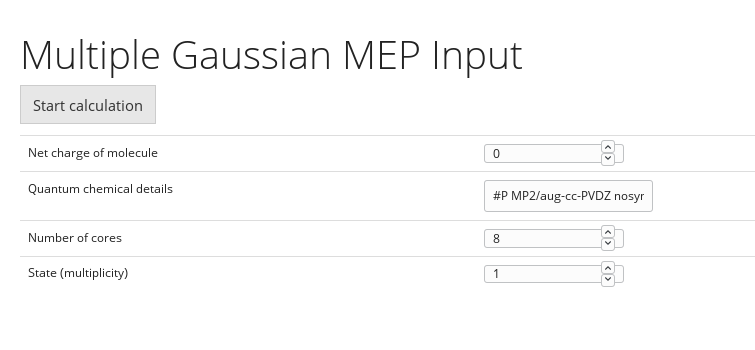 Multiple Gaussian MEP Input
Start calculation
Net charge of molecule 0
Quantum chemical details #P MP2/aug-cc-PVDZ
Number of cores 8
State (multiplicity) 1